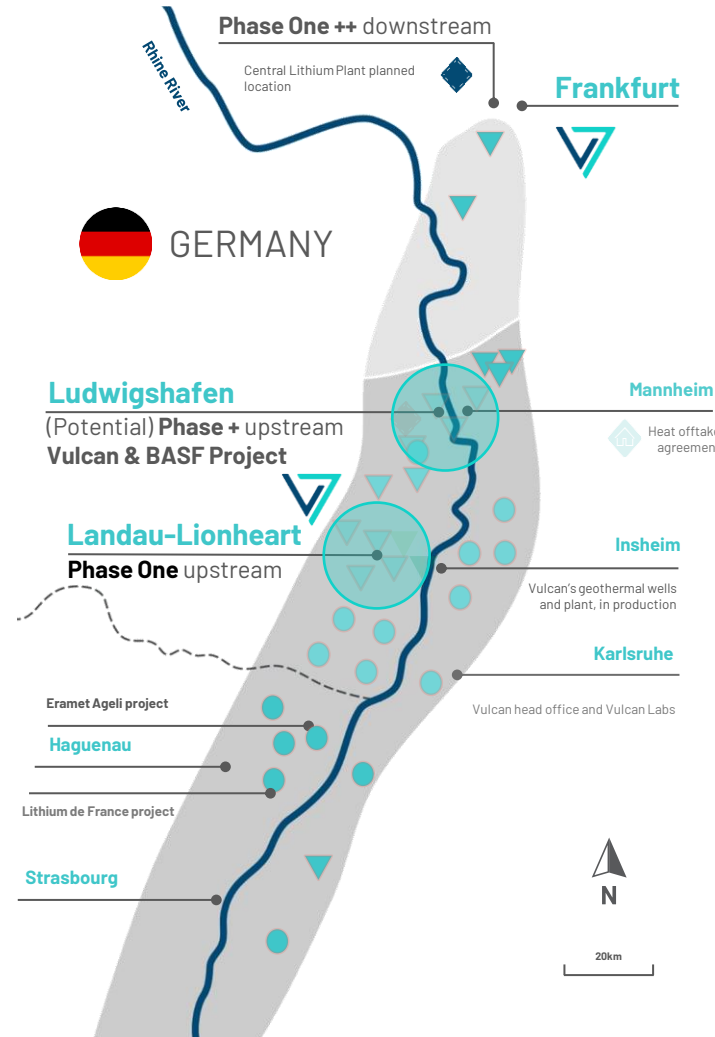 Phase One ++ downstream
Rhine River
Central Lithium Plant planned
location
Frankfurt
GERMANY
Ludwigshafen
(Potential) Phase + upstream
Vulcan & BASF Project
Mannheim
Heat offtake
agreemen
Landau-Lionheart
Phase One upstream
Insheim
Vulcan's geothermal wells
and plant, in production
Karlsruhe
Vulcan head office and Vulcan Labs
Eramet Ageli project
Haguenau
Lithium de France project
Strasbourg
N
20km